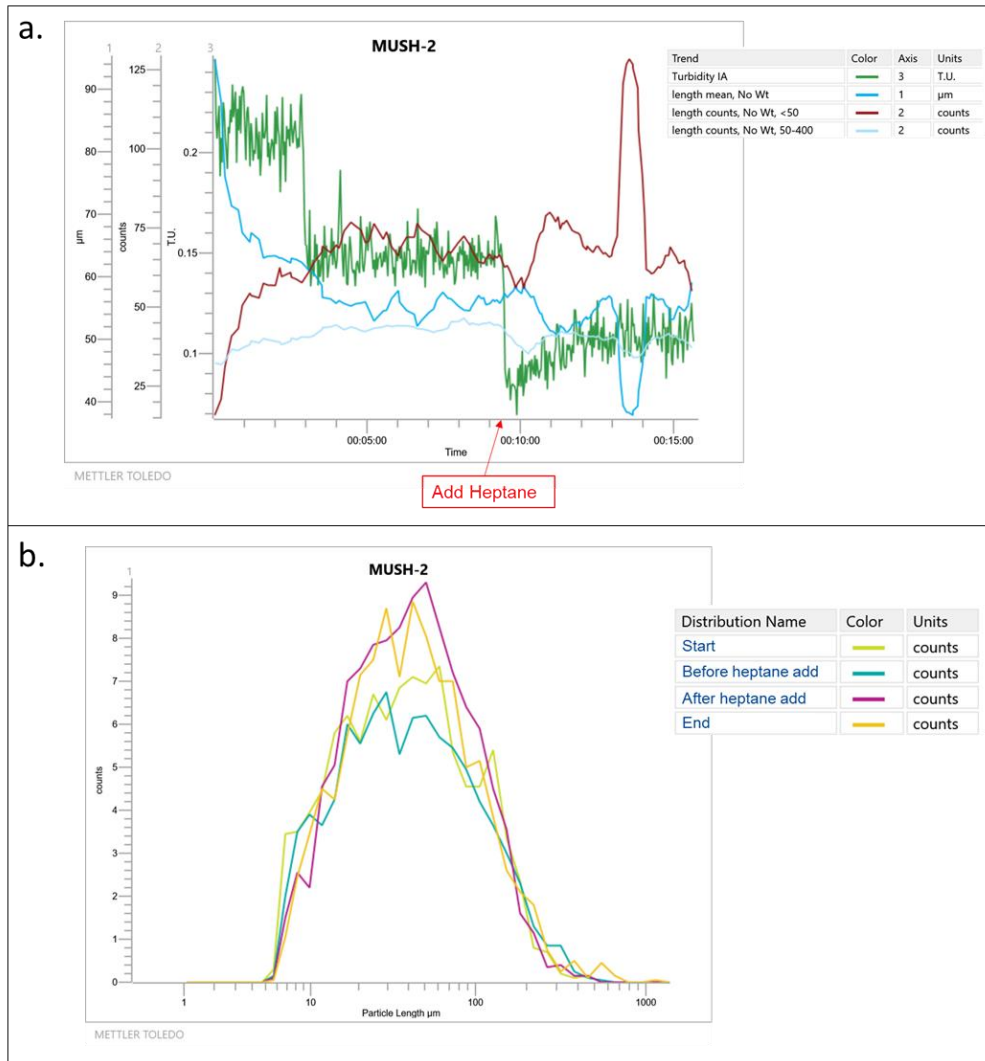 a.
MUSH-2
1 2 3
Trend Color Axis Units
Turbidity IA 3 T.U.
length mean, No Wt 1 µm
length counts, No Wt, <50 2 counts
length counts, No Wt, 50-400 2 counts
90
80
70
60
50
40
µm
125
100
75
50
25
counts
0.2
0.15
0.1
T.U.
00:05:00 00:10:00 00:15:00
Time
METTLER TOLEDO
Add Heptane
b.
MUSH-2
1
Distribution Name Color Units
Start counts
Before heptane add counts
After heptane add counts
End counts
9
8
7
6
5
4
3
2
1
0
counts
1 10 100 1000
Particle Length µm
METTLER TOLEDO